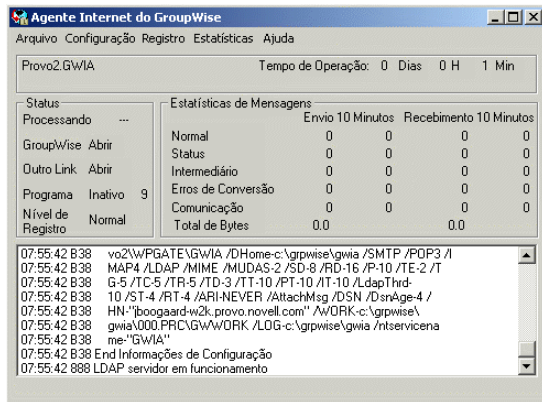 Agente Internet do GroupWise
Arquivo Configuração Registro Estatísticas Ajuda
Provo2.GWIA Tempo de Operação: 0 Dias 0 H 1 Min
Status
Processando ---
GroupWise Abrir
Outro Link Abrir
Programa Inativo 9
Nível de Registro Normal
Estatísticas de Mensagens
Envio 10 Minutos Recebimento 10 Minutos
Normal 0 0 0 0
Status 0 0 0 0
Intermediário 0 0 0 0
Erros de Conversão 0 0 0 0
Comunicação 0 0 0 0
Total de Bytes 0.0 0.0
07:55:42 B38 vo2\WPGATE\GWIA /DHome-c:\grpwise\gwia /SMTP /POP3 /I
07:55:42 B38 MAP4 /LDAP /MIME /MUDAS-2 /SD-8 /RD-16 /P-10 /TE-2 /T
07:55:42 B38 G-5 /TC-5 /TR-5 /TD-3 /TT-10 /PT-10 /IT-10 /LdapThrd-
07:55:42 B38 10 /ST-4 /RT-4 /ARI-NEVER /AttachMsg /DSN /DsnAge-4 /
07:55:42 B38 HN-"jboogaard-w2k.provo.novell.com" /WORK-c:\grpwise\
07:55:42 B38 gwia\000.PRC\GWWORK /LOG-c:\grpwise\gwia /ntservicena
07:55:42 B38 me-"GWIA"
07:55:42 B38 End Informações de Configuração
07:55:42 888 LDAP servidor em funcionamento